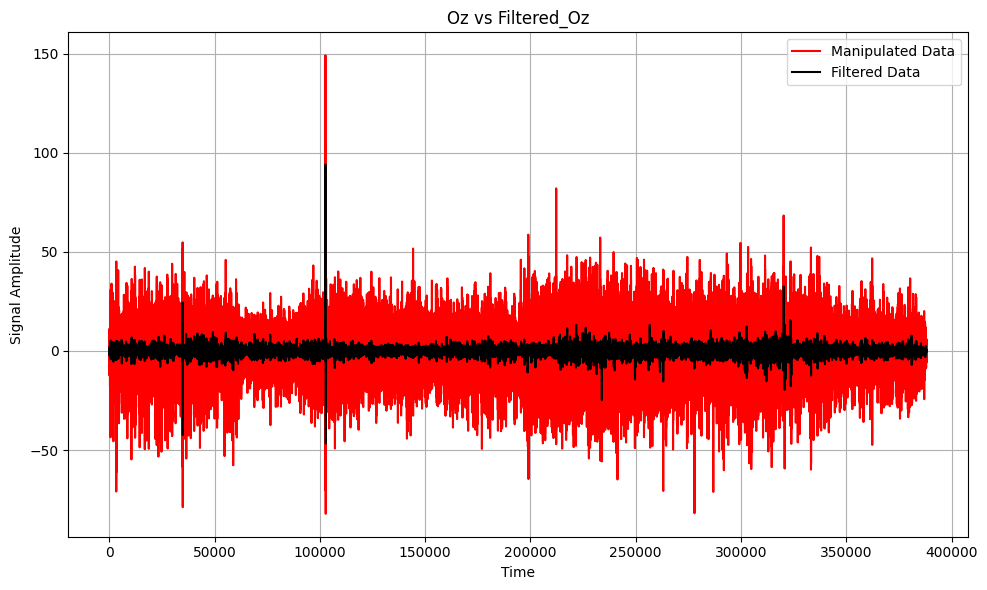 Oz vs Filtered_Oz
Manipulated Data
Filtered Data
Signal Amplitude
150
100
50
0
−50
0
50000
100000
150000
200000
250000
300000
350000
400000
Time